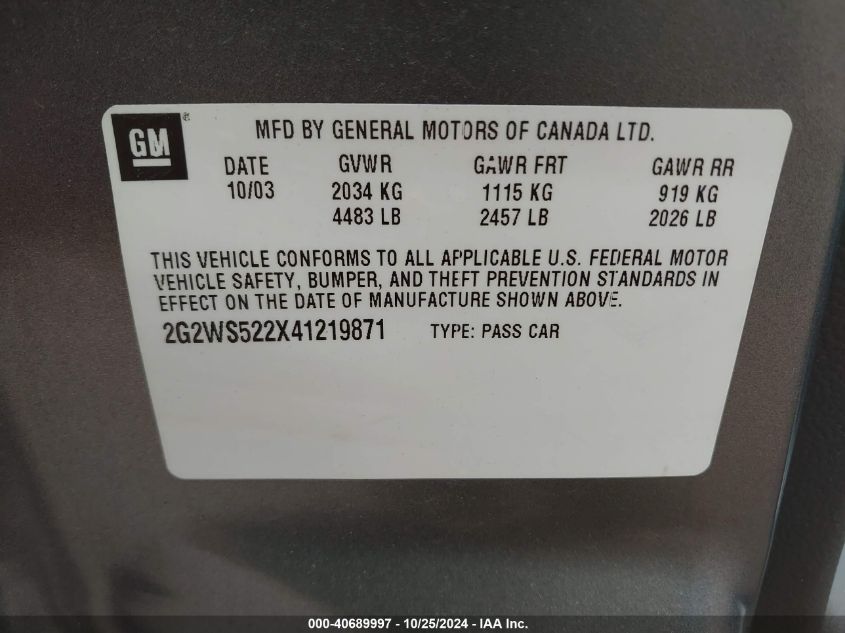 GM®
MFD BY GENERAL MOTORS OF CANADA LTD.
DATE GVWR GAWR FRT GAWR RR
10/03 2034 KG 1115 KG 919 KG
4483 LB 2457 LB 2026 LB
THIS VEHICLE CONFORMS TO ALL APPLICABLE U.S. FEDERAL MOTOR
VEHICLE SAFETY, BUMPER, AND THEFT PREVENTION STANDARDS IN
EFFECT ON THE DATE OF MANUFACTURE SHOWN ABOVE.
2G2WS522X41219871 TYPE: PASS CAR
000-40689997 - 10/25/2024 - IAA Inc.